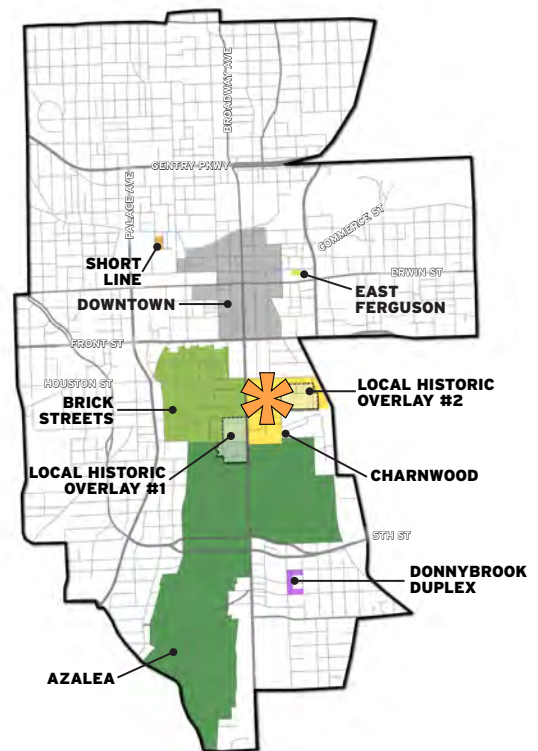 BROADWAY AVE
GENTRY PKWY
PALACE AVE
COMMERCE ST
SHORT
LINE
ERWIN ST
DOWNTOWN
EAST
FERGUSON
FRONT ST
HOUSTON ST
BRICK
STREETS
LOCAL HISTORIC
OVERLAY #2
LOCAL HISTORIC
OVERLAY #1
CHARNWOOD
5TH ST
DONNYBROOK
DUPLEX
AZALEA